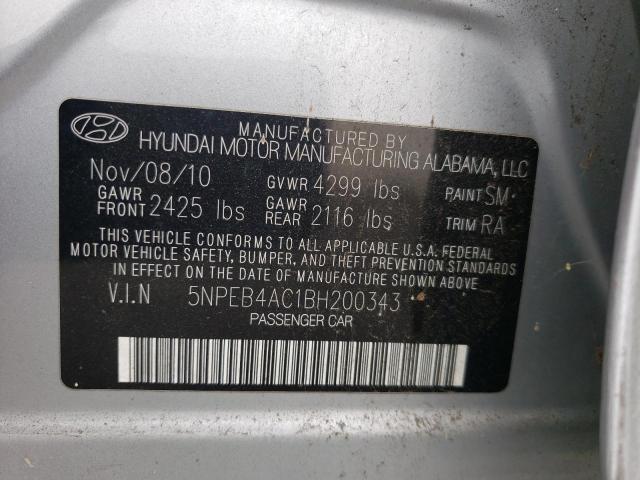 MANUFACTURED BY
HYUNDAI MOTOR MANUFACTURING ALABAMA, LLC
Nov/08/10 GVWR 4299 lbs PAINT SM
GAWR FRONT 2425 lbs GAWR REAR 2116 lbs TRIM RA
THIS VEHICLE CONFORMS TO ALL APPLICABLE U.S.A. FEDERAL
MOTOR VEHICLE SAFETY, BUMPER, AND THEFT PREVENTION STANDARDS
IN EFFECT ON THE DATE OF MANUFACTURE SHOWN ABOVE
V.I.N 5NPEB4AC1BH200343
PASSENGER CAR